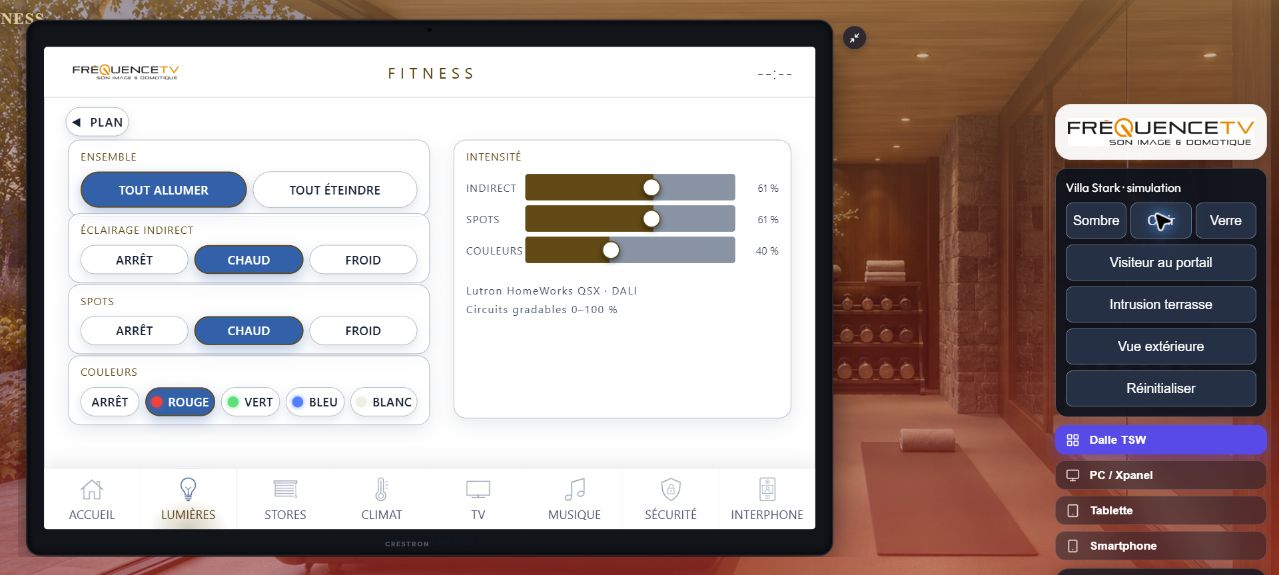 NESS
FRÉQUENCETV
SON IMAGE & DOMOTIQUE
FITNESS
--:--
PLAN
ENSEMBLE
TOUT ALLUMER
TOUT ÉTEINDRE
ÉCLAIRAGE INDIRECT
ARRÊT
CHAUD
FROID
SPOTS
ARRÊT
CHAUD
FROID
COULEURS
ARRÊT
ROUGE
VERT
BLEU
BLANC
INTENSITÉ
INDIRECT 61 %
SPOTS 61 %
COULEURS 40 %
Lutron HomeWorks QSX · DALI
Circuits gradables 0–100 %
ACCUEIL
LUMIÈRES
STORES
CLIMAT
TV
MUSIQUE
SÉCURITÉ
INTERPHONE
CRESTRON
FRÉQUENCETV
SON IMAGE & DOMOTIQUE
Villa Stark · simulation
Sombre
Verre
Visiteur au portail
Intrusion terrasse
Vue extérieure
Réinitialiser
Dalle TSW
PC / Xpanel
Tablette
Smartphone